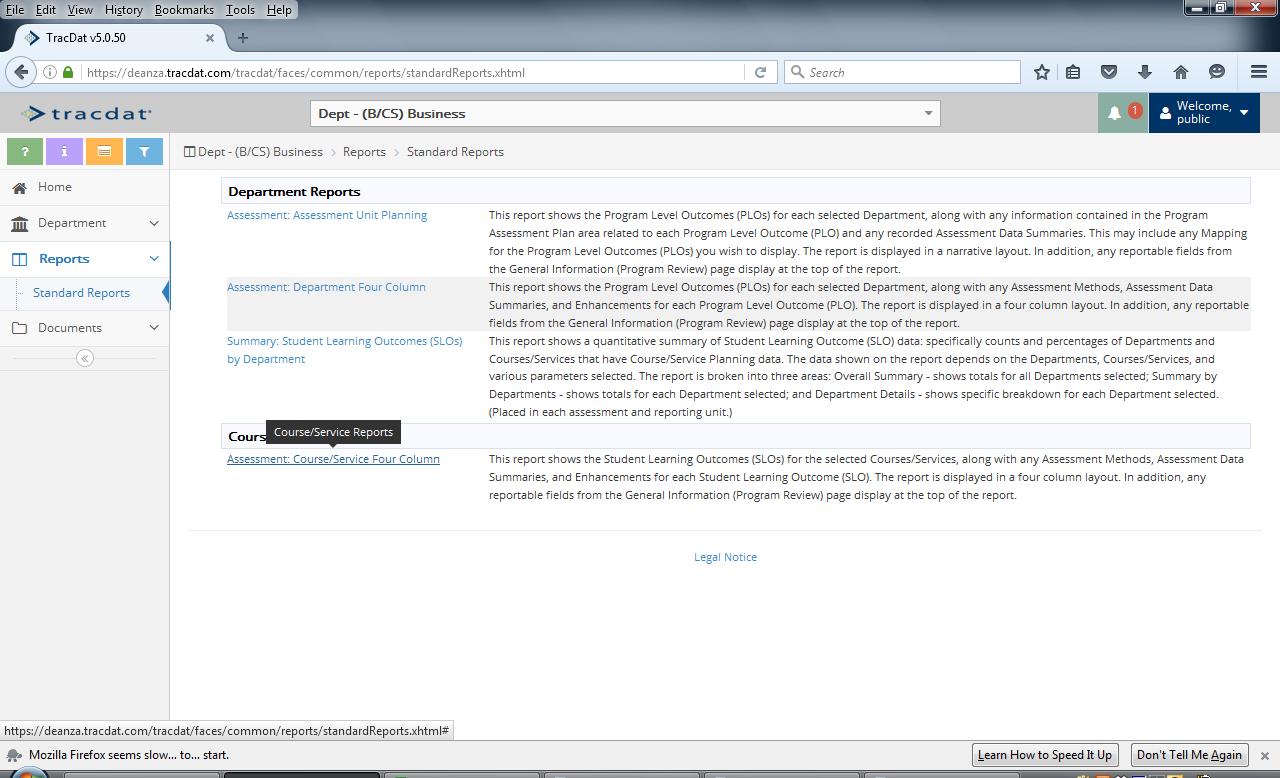 File Edit View History Bookmarks Tools Help
TracDat v5.0.50
https://deanza.tracdat.com/tracdat/faces/common/reports/standardReports.xhtml
Search
tracdat
Dept - (B/CS) Business
1
Welcome, public
? i
Dept - (B/CS) Business > Reports > Standard Reports
Home
Department
Reports
Standard Reports
Documents
Department Reports
Assessment: Assessment Unit Planning
This report shows the Program Level Outcomes (PLOs) for each selected Department, along with any information contained in the Program
Assessment Plan area related to each Program Level Outcome (PLO) and any recorded Assessment Data Summaries. This may include any Mapping
for the Program Level Outcomes (PLOs) you wish to display. The report is displayed in a narrative layout. In addition, any reportable fields from
the General Information (Program Review) page display at the top of the report.
Assessment: Department Four Column
This report shows the Program Level Outcomes (PLOs) for each selected Department, along with any Assessment Methods, Assessment Data
Summaries, and Enhancements for each Program Level Outcome (PLO). The report is displayed in a four column layout. In addition, any reportable
fields from the General Information (Program Review) page display at the top of the report.
Summary: Student Learning Outcomes (SLOs)
by Department
This report shows a quantitative summary of Student Learning Outcome (SLO) data: specifically counts and percentages of Departments and
Courses/Services that have Course/Service Planning data. The data shown on the report depends on the Departments, Courses/Services, and
various parameters selected. The report is broken into three areas: Overall Summary - shows totals for all Departments selected; Summary by
Departments - shows totals for each Department selected; and Department Details - shows specific breakdown for each Department selected.
(Placed in each assessment and reporting unit.)
Cours
Course/Service Reports
Assessment: Course/Service Four Column
This report shows the Student Learning Outcomes (SLOs) for the selected Courses/Services, along with any Assessment Methods, Assessment Data
Summaries, and Enhancements for each Student Learning Outcome (SLO). The report is displayed in a four column layout. In addition, any
reportable fields from the General Information (Program Review) page display at the top of the report.
Legal Notice
https://deanza.tracdat.com/tracdat/faces/common/reports/standardReports.xhtml#
Mozilla Firefox seems slow... to... start.
Learn How to Speed It Up
Don't Tell Me Again